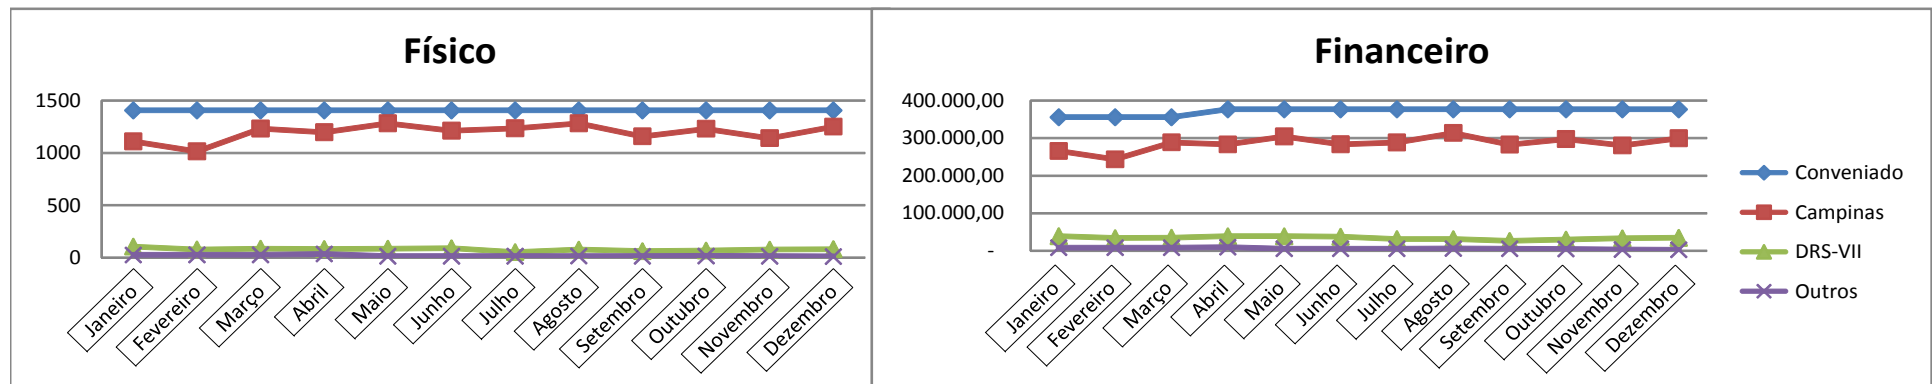 Físico
1500
1000
500
0
Janeiro
Fevereiro
Março
Abril
Maio
Junho
Julho
Agosto
Setembro
Outubro
Novembro
Dezembro
Financeiro
400.000,00
300.000,00
200.000,00
100.000,00
-
Janeiro
Fevereiro
Março
Abril
Maio
Junho
Julho
Agosto
Setembro
Outubro
Novembro
Dezembro
Conveniado
Campinas
DRS-VII
Outros